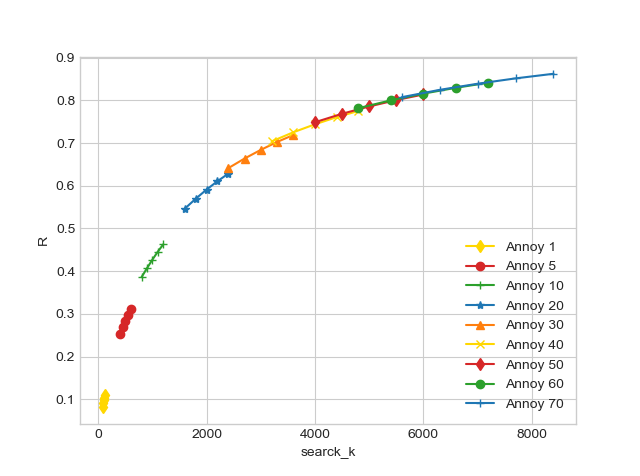 0.9
0.8
0.7
0.6
0.5
0.4
0.3
0.2
0.1
R
0 2000 4000 6000 8000
searck_k
Annoy 1
Annoy 5
Annoy 10
Annoy 20
Annoy 30
Annoy 40
Annoy 50
Annoy 60
Annoy 70